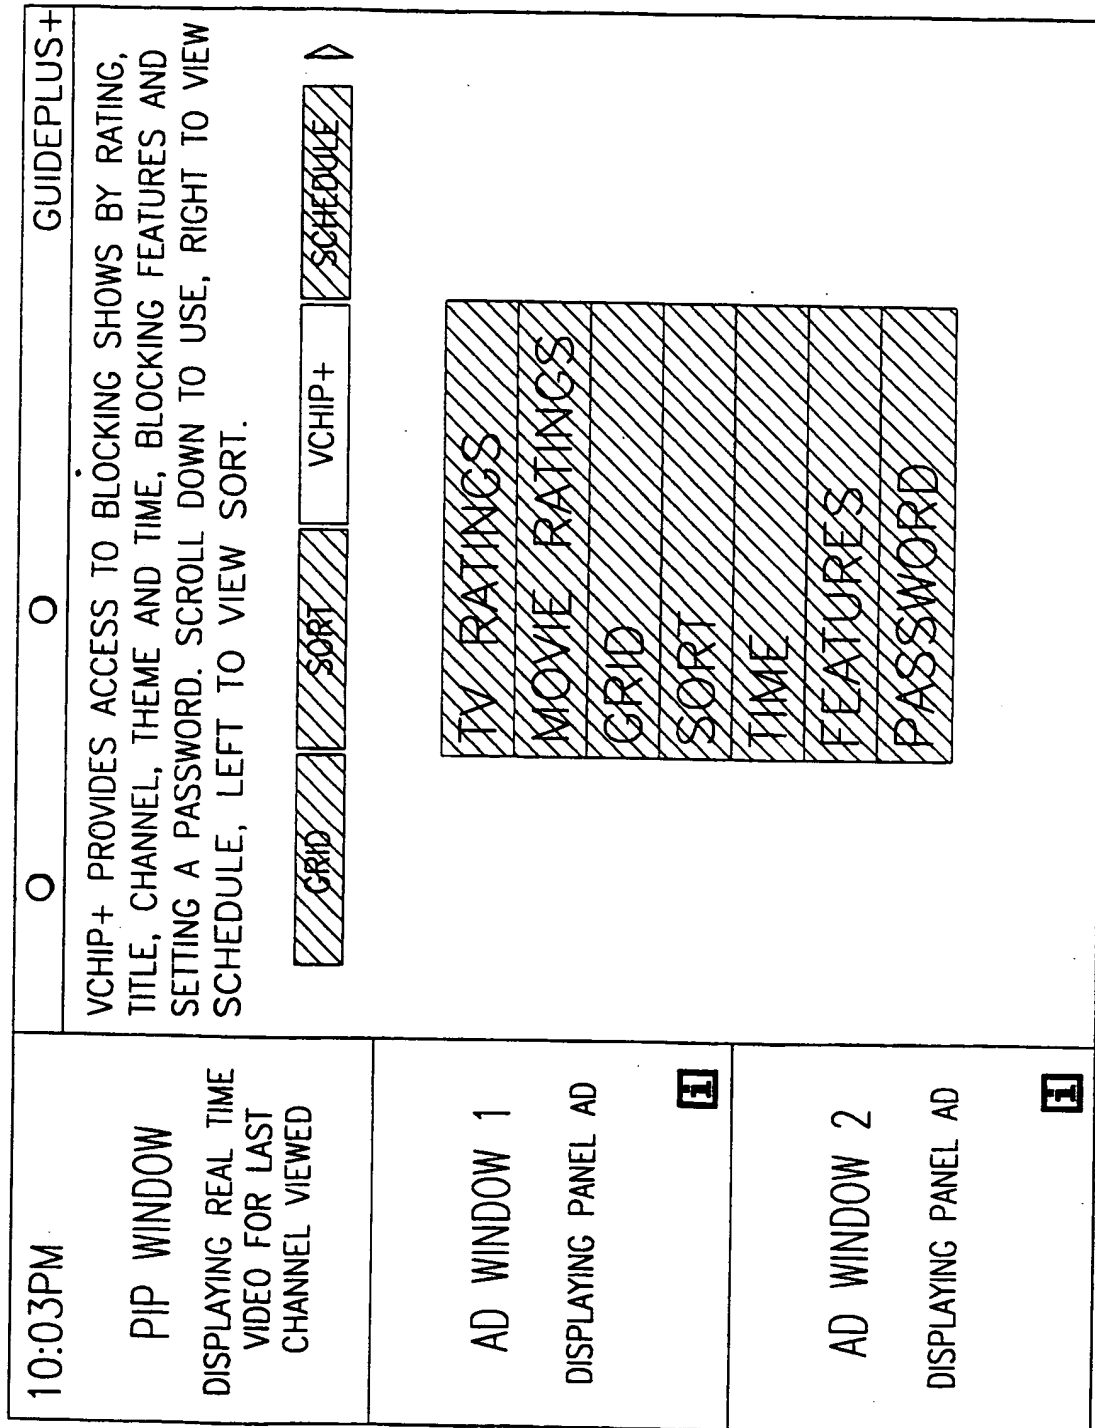 10:03PM
PIP WINDOW
DISPLAYING REAL TIME
VIDEO FOR LAST
CHANNEL VIEWED
AD WINDOW 1
DISPLAYING PANEL AD
i
AD WINDOW 2
DISPLAYING PANEL AD
i
GUIDEPLUS+
VCHIP+ PROVIDES ACCESS TO BLOCKING SHOWS BY RATING,
TITLE, CHANNEL, THEME AND TIME, BLOCKING FEATURES AND
SETTING A PASSWORD. SCROLL DOWN TO USE, RIGHT TO VIEW
SCHEDULE, LEFT TO VIEW SORT.
GRID SORT VCHIP+ SCHEDULE
TV RATINGS
MOVIE RATINGS
GRID
SORT
TIME
FEATURES
PASSWORD